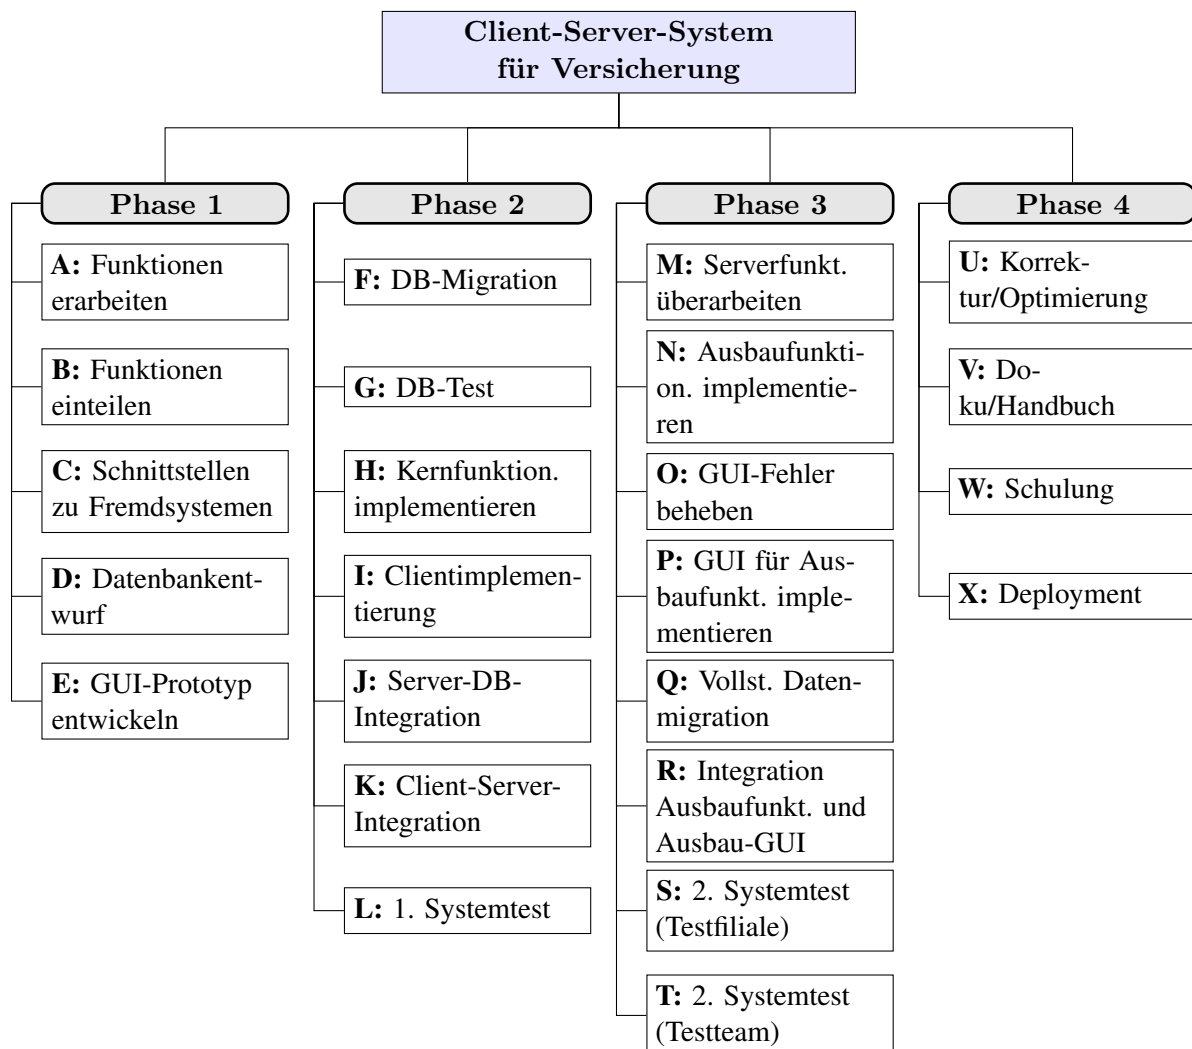 Client-Server-System
für Versicherung
Phase 1
A: Funktionen
erarbeiten
B: Funktionen
einteilen
C: Schnittstellen
zu Fremdsystemen
D: Datenbankent-
wurf
E: GUI-Prototyp
entwickeln
Phase 2
F: DB-Migration
G: DB-Test
H: Kernfunktion.
implementieren
I: Clientimplemen-
tierung
J: Server-DB-
Integration
K: Client-Server-
Integration
L: 1. Systemtest
Phase 3
M: Serverfunkt.
überarbeiten
N: Ausbaufunkti-
on. implementie-
ren
O: GUI-Fehler
beheben
P: GUI für Aus-
baufunkt. imple-
mentieren
Q: Vollst. Daten-
migration
R: Integration
Ausbaufunkt. und
Ausbau-GUI
S: 2. Systemtest
(Testfiliale)
T: 2. Systemtest
(Testteam)
Phase 4
U: Korrek-
tur/Optimierung
V: Do-
ku/Handbuch
W: Schulung
X: Deployment